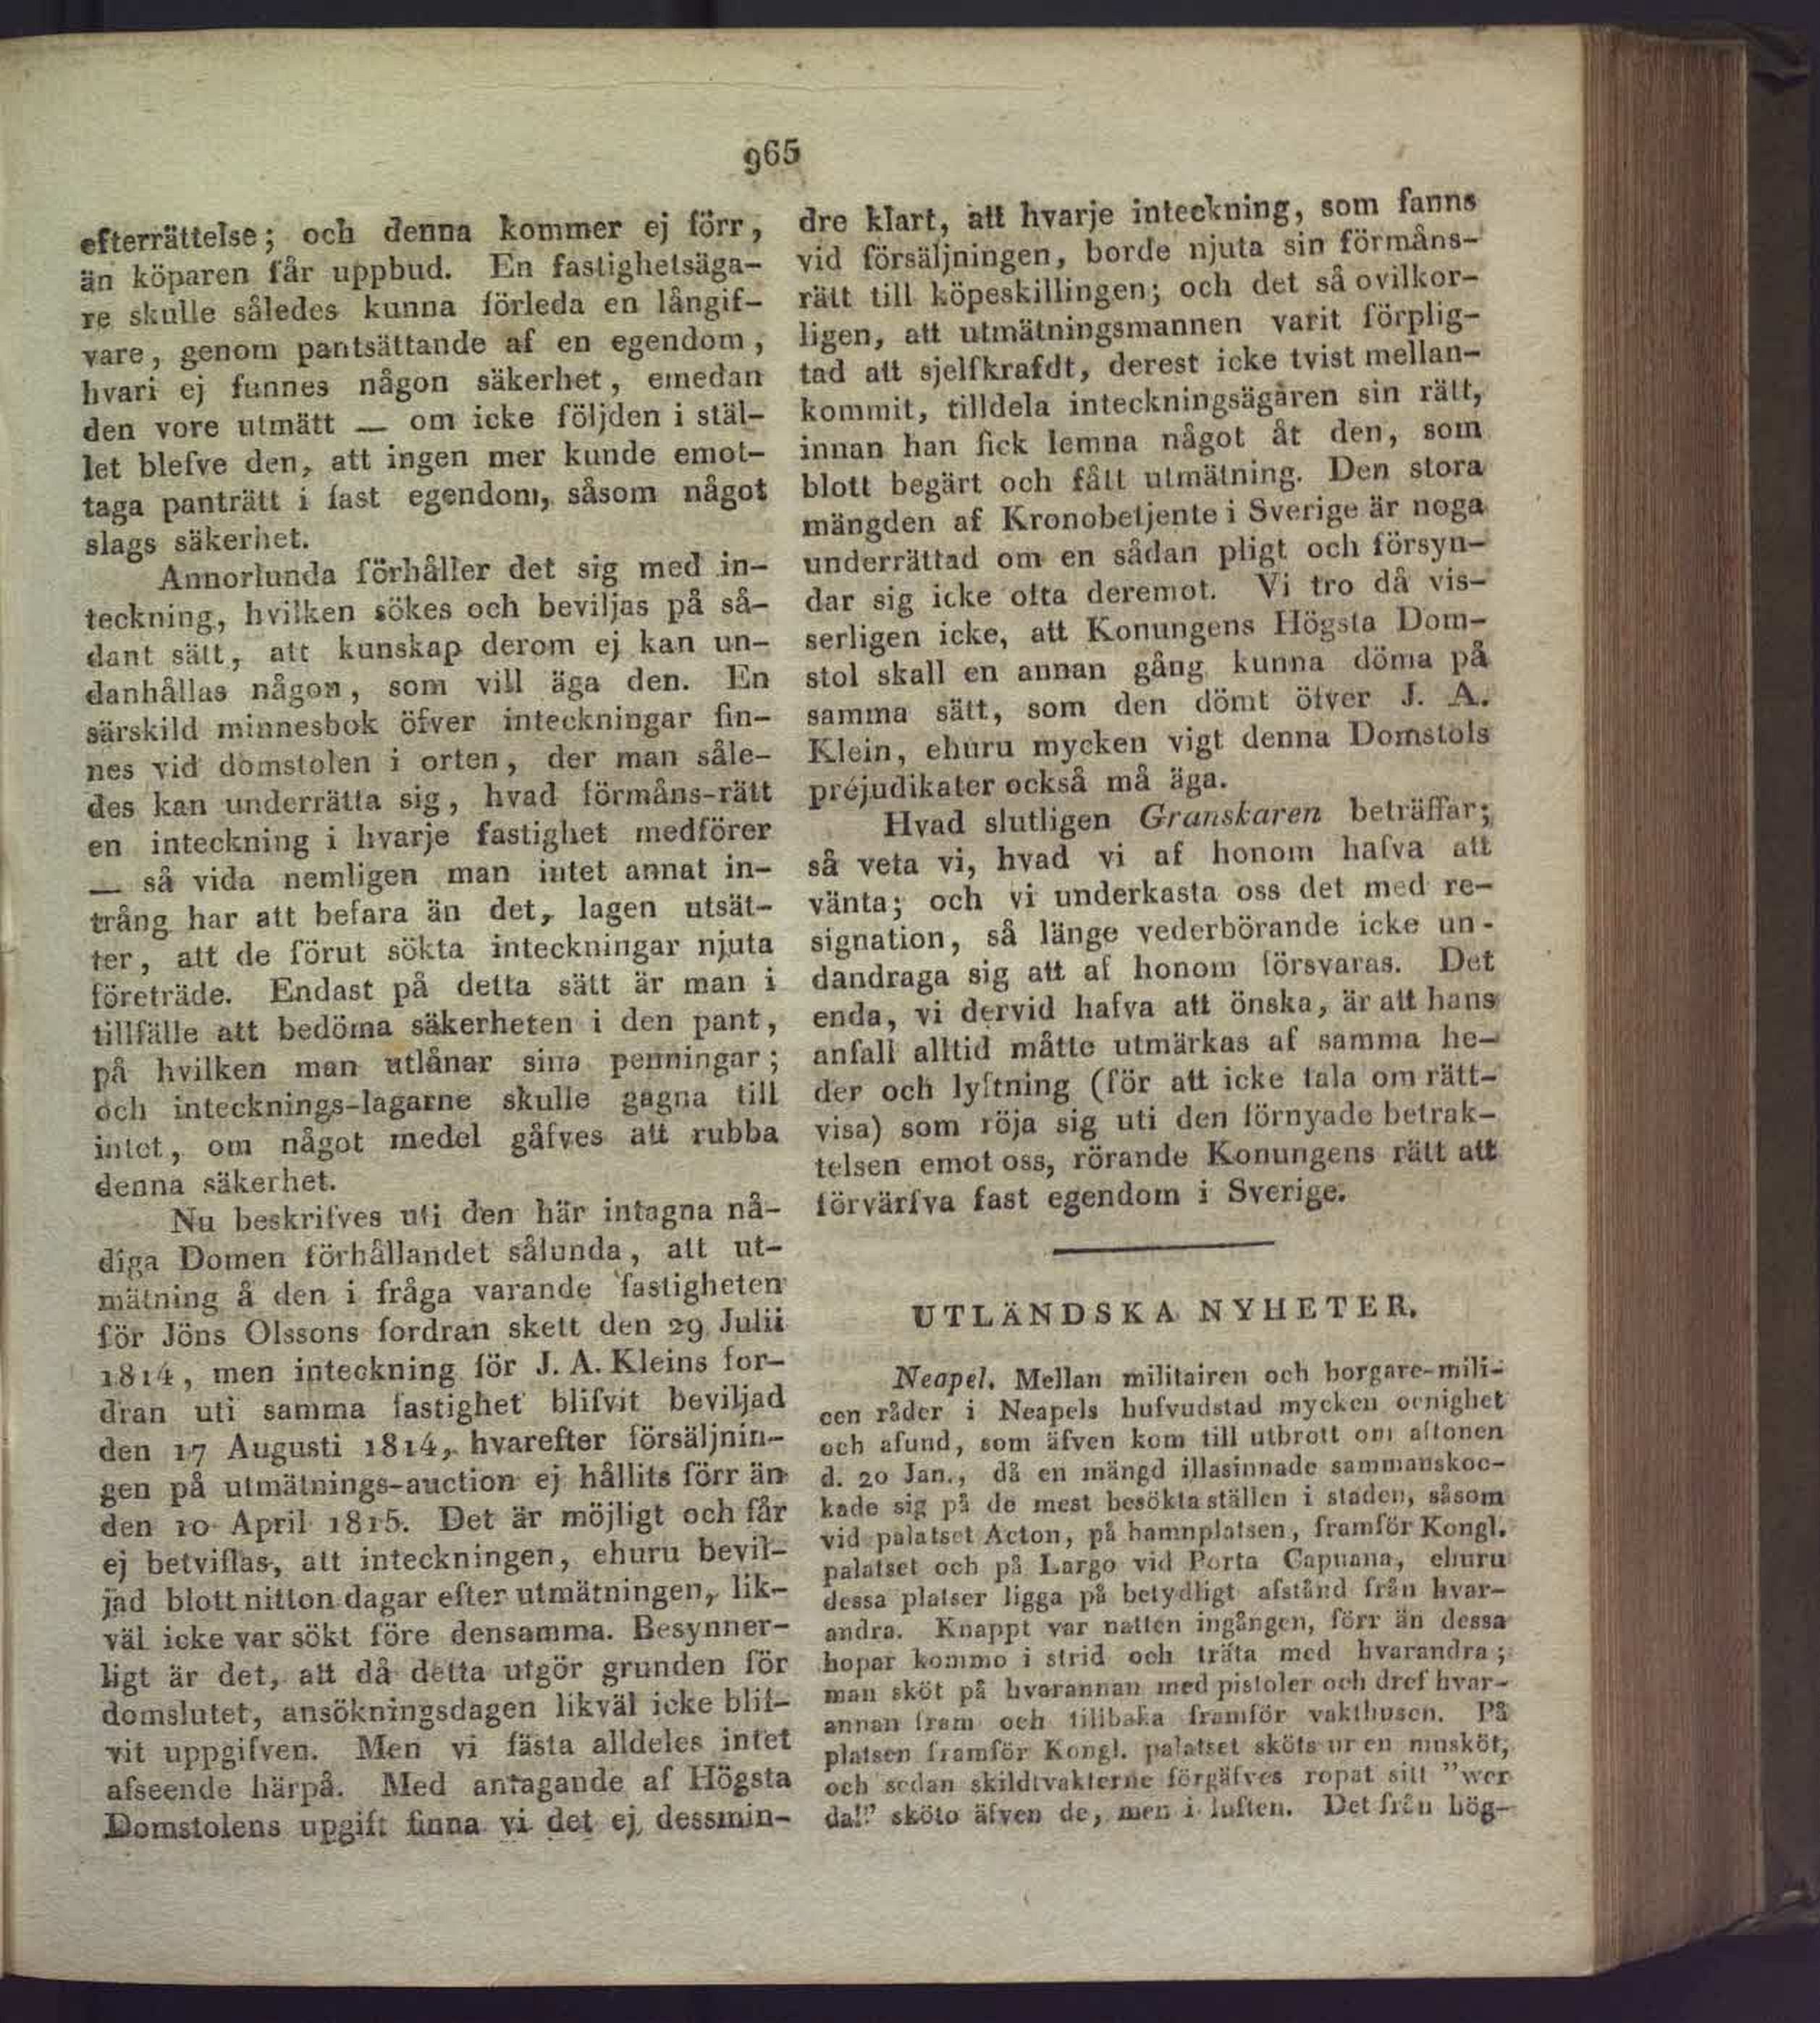 965
efterrättelse; och denna kommer ej förr,
än köparen får uppbud. En fastighetsäga-
re skulle således kunna förleda en långif-
vare, genom pantsättande af en egendom,
hvari ej funnes någon säkerhet, emedan
den vore utmätt — om icke följden i stäl-
let blefve den, att ingen mer kunde emot-
taga panträtt i fast egendom, såsom något
slags säkerhet.
Annorlunda förhåller det sig med in-
teckning, hvilken sökes och beviljas på så-
dant sätt, att kunskap derom ej kan un-
danhållas någon, som vill äga den. En
särskild minnesbok öfver inteckningar fin-
nes vid domstolen i orten, der man såle-
des kan underrätta sig, hvad förmåns-rätt
en inteckning i hvarje fastighet medförer
— så vida nemligen man intet annat in-
trång har att befara än det, lagen utsät-
ter, att de förut sökta inteckningar njuta
företräde. Endast på detta sätt är man i
tillfälle att bedöma säkerheten i den pant,
på hvilken man utlånar sina penningar;
och intecknings-lagarne skulle gagna till
intet, om något medel gåfves att rubba
denna säkerhet.
Nu beskrifves uti den här intagna nå-
diga Domen förhållandet sålunda, att ut-
mätning å den i fråga varande fastigheten
för Jöns Olssons fordran skett den 29 Julii
1814, men inteckning för J. A. Kleins for-
dran uti samma fastighet blifvit beviljad
den 17 Augusti 1814, hvarefter försäljnin-
gen på utmätnings-auction ej hållits förr än
den 10 April 1815. Det är möjligt och får
ej betviflas, att inteckningen, ehuru bevil-
jad blott nitton dagar efter utmätningen, lik-
väl icke var sökt före densamma. Besynner-
ligt är det, att då detta utgör grunden för
domslutet, ansökningsdagen likväl icke blif-
vit uppgifven. Men vi fästa alldeles intet
afseende härpå. Med antagande af Högsta
Domstolens upgift finna vi det ej dessmin-
dre klart, att hvarje inteckning, som fanns
vid försäljningen, borde njuta sin förmåns-
rätt till köpeskillingen; och det så ovilkor-
ligen, att utmätningsmannen varit förplig-
tad att sjelfkrafdt, derest icke tvist mellan-
kommit, tilldela inteckningsägaren sin rätt,
innan han fick lemna något åt den, som
blott begärt och fått utmätning. Den stora
mängden af Kronobetjente i Sverige är noga
underrättad om en sådan pligt och försyn-
dar sig icke ofta deremot. Vi tro då vis-
serligen icke, att Konungens Högsta Dom-
stol skall en annan gång kunna döma på
samma sätt, som den dömt öfver J. A.
Klein, ehuru mycken vigt denna Domstols
préjudikater också må äga.
Hvad slutligen Granskaren beträffar;
så veta vi, hvad vi af honom hafva att
vänta; och vi underkasta oss det med re-
signation, så länge vederbörande icke un-
dandraga sig att af honom försvaras. Det
enda, vi dervid hafva att önska, är att hans
anfall alltid måtte utmärkas af samma he-
der och lyftning (för att icke tala om rätt-
visa) som röja sig uti den förnyade betrak-
telsen emot oss, rörande Konungens rätt att
förvärfva fast egendom i Sverige.
UTLÄNDSKA NYHETER.
Neapel. Mellan militairen och borgare-mili-
cen råder i Neapels hufvudstad mycken oenighet
och afund, som äfven kom till utbrott om aftonen
d. 20 Jan., då en mängd illasinnade sammanskoc-
kade sig på de mest besökta ställen i staden, såsom
vid palatset Acton, på hamnplatsen, framför Kongl.
palatset och på Largo vid Porta Capuana, ehuru
dessa platser ligga på betydligt afstånd från hvar-
andra. Knappt var natten ingången, förr än dessa
hopar kommo i strid och träta med hvarandra;
man sköt på hvarannan med pistoler och dref hvar-
annan fram och tillbaka framför vakthusen. På
platsen framför Kongl. palatset sköts ur en musköt,
och sedan skildtvakterne förgäfves ropat sitt "wer
da!" sköto äfven de, men i luften. Det från hög-